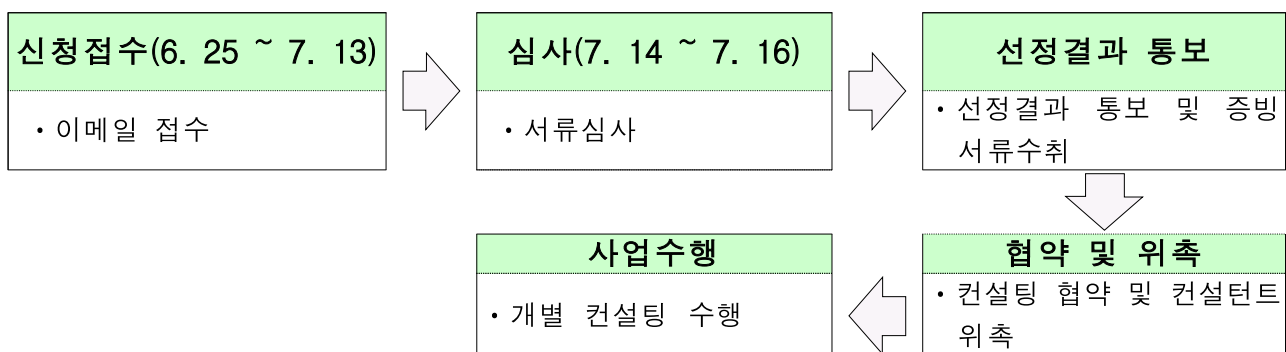 신청접수(6. 25 ~ 7. 13)
· 이메일 접수
심사(7. 14 ~ 7. 16)
· 서류심사
선정결과 통보
· 선정결과 통보 및 증빙
서류수취
협약 및 위촉
· 컨설팅 협약 및 컨설턴트
위촉
사업수행
· 개별 컨설팅 수행